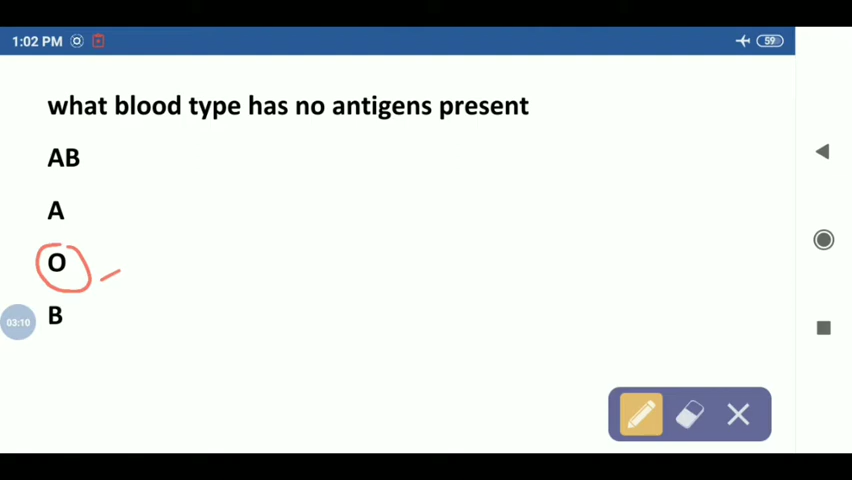 1:02 PM
59
what blood type has no antigens present
AB
A
O
B
03:10